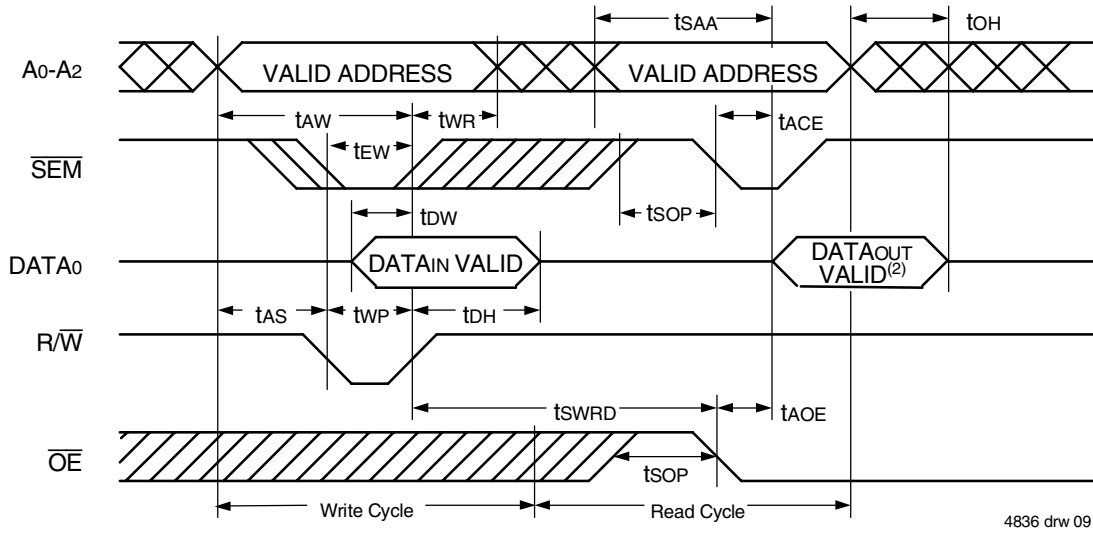 tSAA
tOH
A0-A2
VALID ADDRESS
VALID ADDRESS
tAW
tWR
tACE
tEW
SEM
tSOP
tDW
DATA0
DATAIN VALID
DATAOUT
VALID(2)
tAS
tWP
tDH
R/W
tSWRD
tAOE
OE
tSOP
Write Cycle
Read Cycle
4836 drw 09